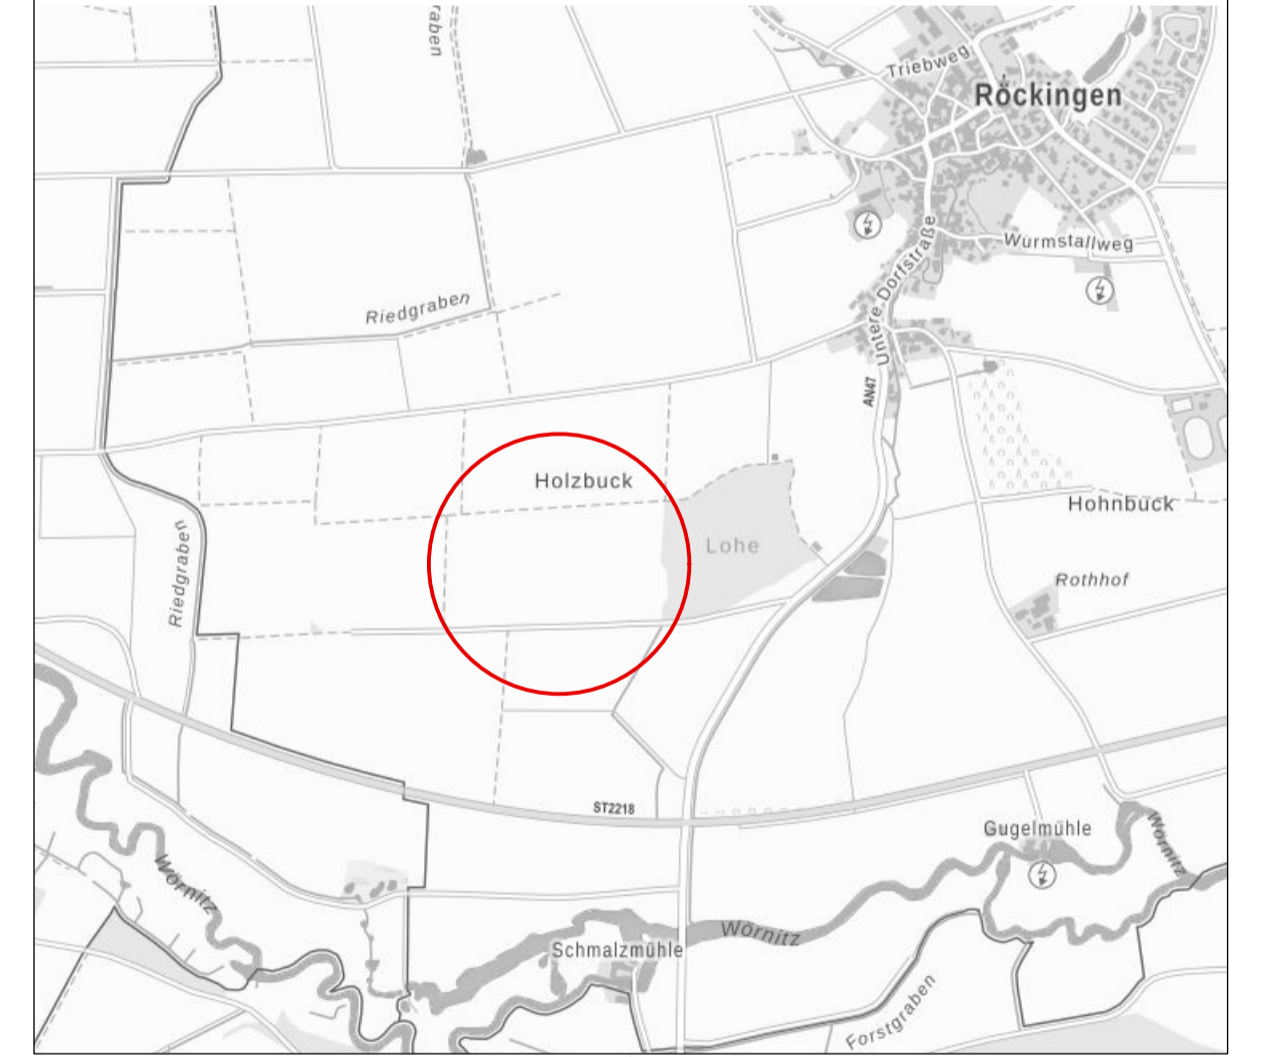 raben
Triebweg
Röckingen
Wurmstallweg
Untere Dorfstraße
Riedgraben
AN47
Holzbuck
Hohnbuck
Lohe
Riedgraben
Rothhof
ST2218
Gugelmühle
Wörnitz
Wörnitz
Wörnitz
Schmalzmühle
Forstgraben